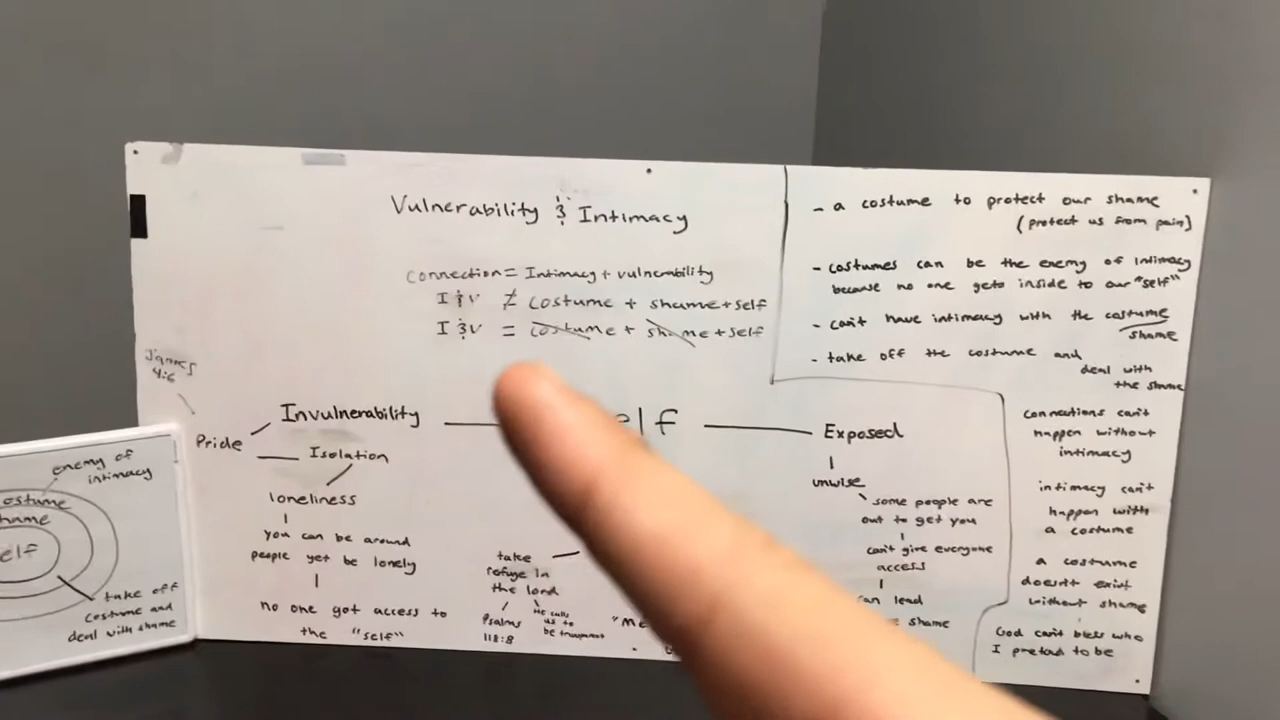 Vulnerability & Intimacy
connection = Intimacy + vulnerability
I & V ≠ costume + shame + self
I & V = costume + shame + self
James
4:6
Pride
Invulnerability
Isolation
loneliness
you can be around
people yet be lonely
no one got access to
the "self"
elf
take
refuge in
the lord
Psalms
118:8
He calls
us to
be transparent
"Me
Exposed
unwise
some people are
out to get you
can't give everyone
access
can lead
shame
- a costume to protect our shame
(protect us from pain)
- costumes can be the enemy of Intimacy
because no one gets inside to our "self"
- can't have intimacy with the costume
shame
- take off the costume and
deal with
the shame
connections can't
happen without
intimacy
intimacy can't
happen with
a costume
a costume
doesn't exist
without shame
God can't bless who
I pretend to be
enemy of
intimacy
ostume
hame
elf
take off
costume and
deal with shame